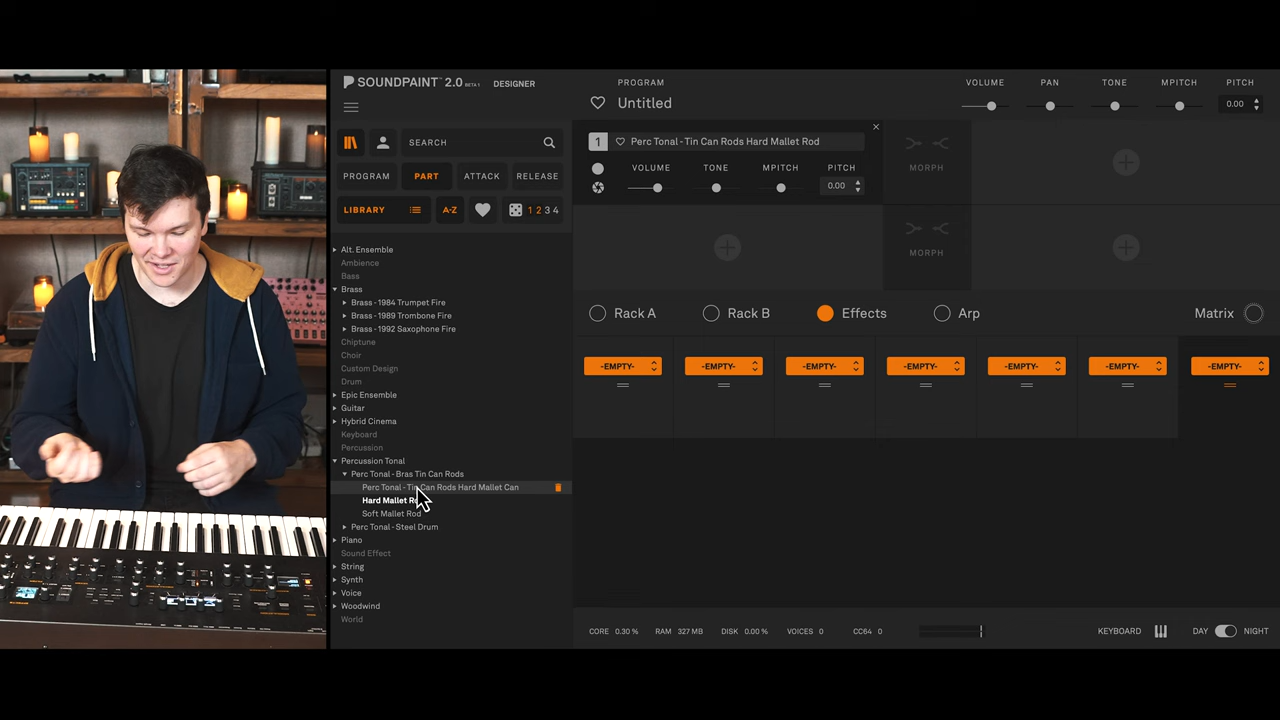 SOUNDPAINT™ 2.0 BETA 1 DESIGNER
SEARCH
PROGRAM PART ATTACK RELEASE
LIBRARY A-Z 1 2 3 4
Alt. Ensemble
Ambience
Bass
Brass
Brass - 1984 Trumpet Fire
Brass - 1989 Trombone Fire
Brass - 1992 Saxophone Fire
Chiptune
Choir
Custom Design
Drum
Epic Ensemble
Guitar
Hybrid Cinema
Keyboard
Percussion
Percussion Tonal
Perc Tonal - Bras Tin Can Rods
Perc Tonal - Tin Can Rods Hard Mallet Can
Hard Mallet
Soft Mallet Rod
Perc Tonal - Steel Drum
Piano
Sound Effect
String
Synth
Voice
Woodwind
World
PROGRAM
Untitled
VOLUME PAN TONE MPITCH PITCH
0.00
1 Perc Tonal - Tin Can Rods Hard Mallet Rod
VOLUME TONE MPITCH PITCH
0.00
MORPH
MORPH
Rack A Rack B Effects Arp Matrix
-EMPTY- -EMPTY- -EMPTY- -EMPTY- -EMPTY- -EMPTY- -EMPTY-
CORE 0.30 % RAM 327 MB DISK 0.00 % VOICES 0 CC64 0
KEYBOARD DAY NIGHT